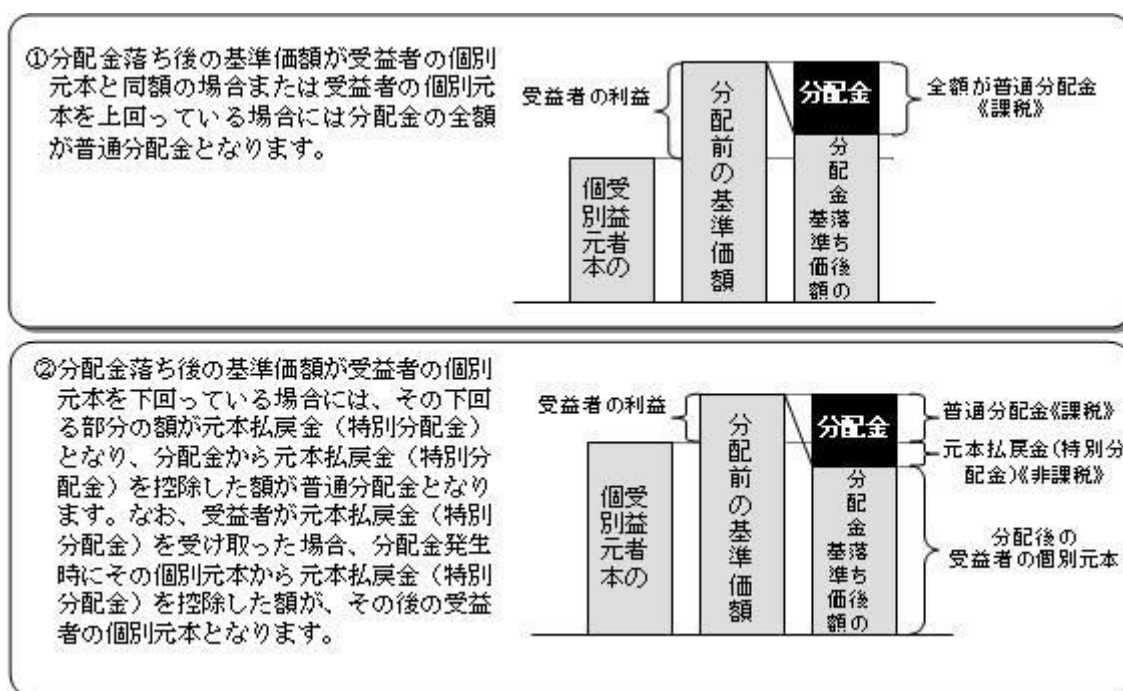 ①分配金落ち後の基準価額が受益者の個別
元本と同額の場合または受益者の個別元
本を上回っている場合には分配金の全額
が普通分配金となります。
受益者の利益
受益者の
個別元本
分配前の基準価額
分配金
分配金落ち後の
基準価額
全額が普通分配金
《課税》
②分配金落ち後の基準価額が受益者の個別
元本を下回っている場合には、その下回
る部分の額が元本払戻金（特別分配金）
となり、分配金から元本払戻金（特別分
配金）を控除した額が普通分配金となり
ます。なお、受益者が元本払戻金（特別
分配金）を受け取った場合、分配金発生
時にその個別元本から元本払戻金（特別
分配金）を控除した額が、その後の受益
者の個別元本となります。
受益者の利益
受益者の
個別元本
分配前の基準価額
分配金
分配金落ち後の
基準価額
普通分配金《課税》
元本払戻金(特別分
配金)《非課税》
分配後の
受益者の個別元本